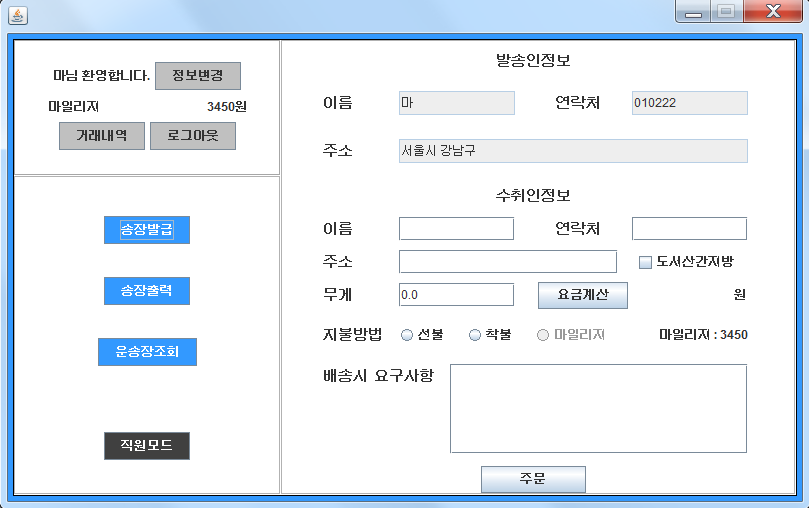 마님 환영합니다. 정보변경
마일리지 3450원
거래내역 로그아웃
송장발급
송장출력
운송장조회
직원모드
발송인정보
이름 마 연락처 010222
주소 서울시 강남구
수취인정보
이름 연락처
주소 도서산간지방
무게 0.0 요금계산 원
지불방법 선불 착불 마일리지 마일리지 : 3450
배송시 요구사항
주문